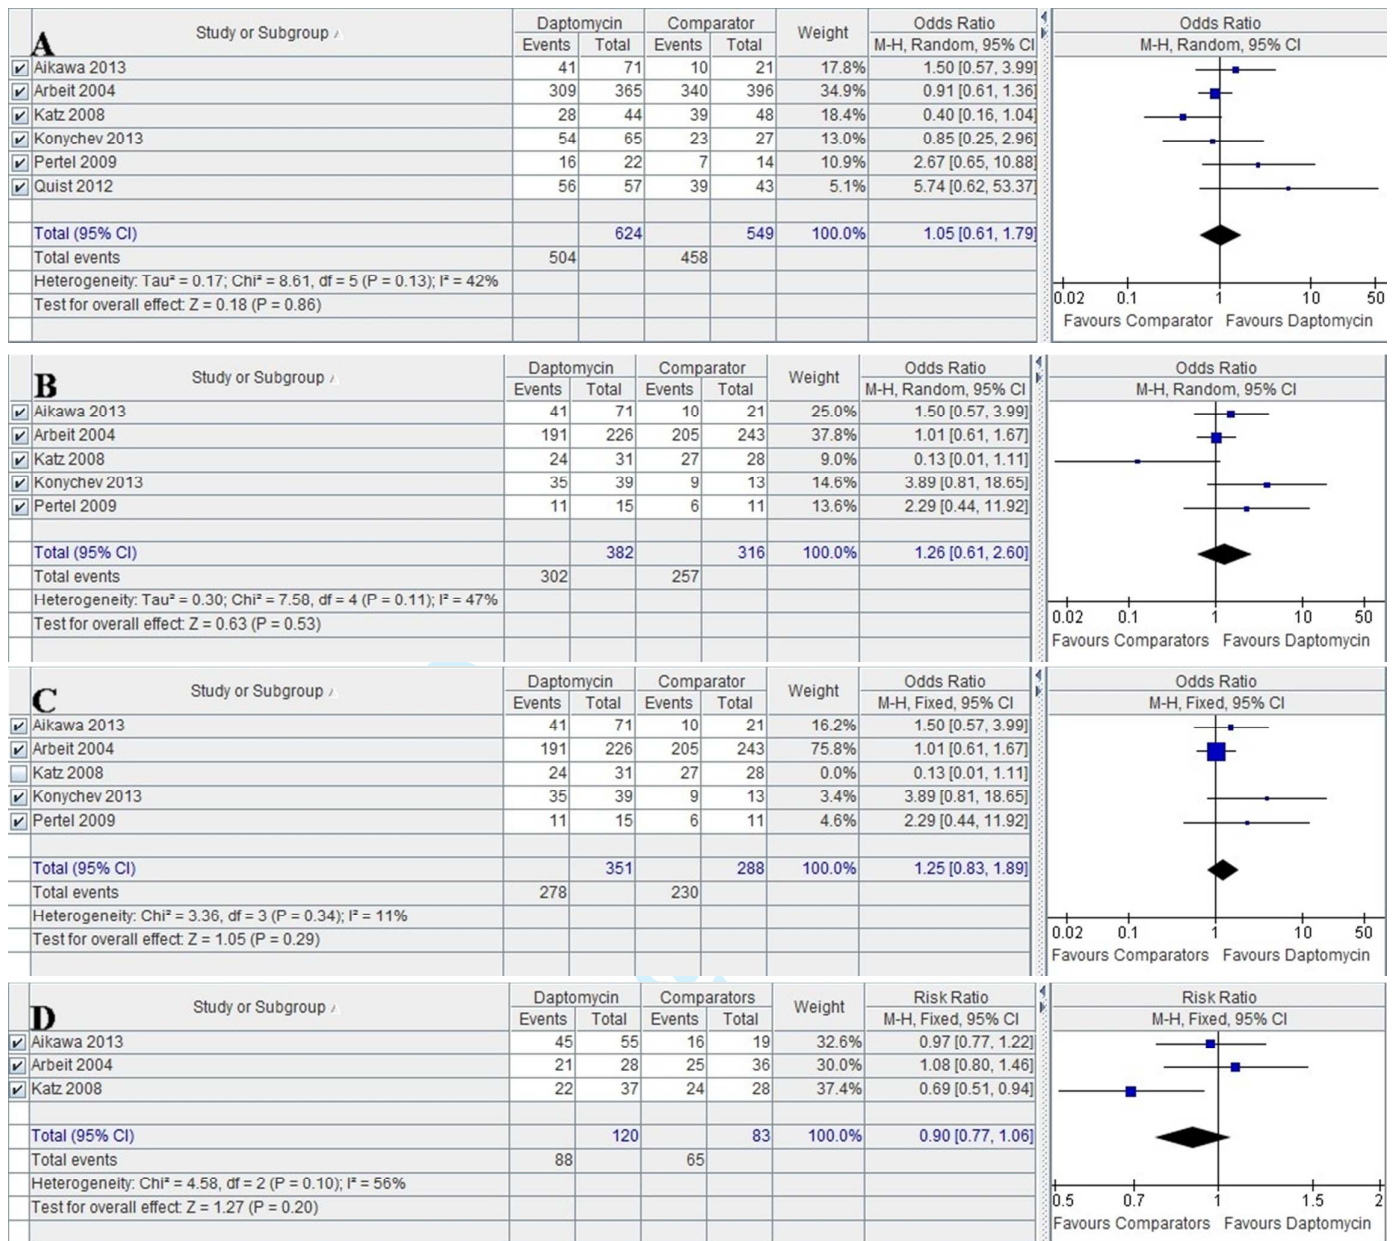 A Study or Subgroup Daptomycin Comparator Weight Odds Ratio Odds Ratio
Events Total Events Total M-H, Random, 95% CI M-H, Random, 95% CI
Aikawa 2013 41 71 10 21 17.8% 1.50 [0.57, 3.99]
Arbeit 2004 309 365 340 396 34.9% 0.91 [0.61, 1.36]
Katz 2008 28 44 39 48 18.4% 0.40 [0.16, 1.04]
Konychev 2013 54 65 23 27 13.0% 0.85 [0.25, 2.96]
Pertel 2009 16 22 7 14 10.9% 2.67 [0.65, 10.88]
Quist 2012 56 57 39 43 5.1% 5.74 [0.62, 53.37]
Total (95% CI) 624 549 100.0% 1.05 [0.61, 1.79]
Total events 504 458
Heterogeneity: Tau² = 0.17; Chi² = 8.61, df = 5 (P = 0.13); I² = 42%
Test for overall effect: Z = 0.18 (P = 0.86)
0.02 0.1 1 10 50
Favours Comparator Favours Daptomycin
B Study or Subgroup Daptomycin Comparator Weight Odds Ratio Odds Ratio
Events Total Events Total M-H, Random, 95% CI M-H, Random, 95% CI
Aikawa 2013 41 71 10 21 25.0% 1.50 [0.57, 3.99]
Arbeit 2004 191 226 205 243 37.8% 1.01 [0.61, 1.67]
Katz 2008 24 31 27 28 9.0% 0.13 [0.01, 1.11]
Konychev 2013 35 39 9 13 14.6% 3.89 [0.81, 18.65]
Pertel 2009 11 15 6 11 13.6% 2.29 [0.44, 11.92]
Total (95% CI) 382 316 100.0% 1.26 [0.61, 2.60]
Total events 302 257
Heterogeneity: Tau² = 0.30; Chi² = 7.58, df = 4 (P = 0.11); I² = 47%
Test for overall effect: Z = 0.63 (P = 0.53)
0.02 0.1 1 10 50
Favours Comparators Favours Daptomycin
C Study or Subgroup Daptomycin Comparator Weight Odds Ratio Odds Ratio
Events Total Events Total M-H, Fixed, 95% CI M-H, Fixed, 95% CI
Aikawa 2013 41 71 10 21 16.2% 1.50 [0.57, 3.99]
Arbeit 2004 191 226 205 243 75.8% 1.01 [0.61, 1.67]
Katz 2008 24 31 27 28 0.0% 0.13 [0.01, 1.11]
Konychev 2013 35 39 9 13 3.4% 3.89 [0.81, 18.65]
Pertel 2009 11 15 6 11 4.6% 2.29 [0.44, 11.92]
Total (95% CI) 351 288 100.0% 1.25 [0.83, 1.89]
Total events 278 230
Heterogeneity: Chi² = 3.36, df = 3 (P = 0.34); I² = 11%
Test for overall effect: Z = 1.05 (P = 0.29)
0.02 0.1 1 10 50
Favours Comparators Favours Daptomycin
D Study or Subgroup Daptomycin Comparators Weight Risk Ratio Risk Ratio
Events Total Events Total M-H, Fixed, 95% CI M-H, Fixed, 95% CI
Aikawa 2013 45 55 16 19 32.6% 0.97 [0.77, 1.22]
Arbeit 2004 21 28 25 36 30.0% 1.08 [0.80, 1.46]
Katz 2008 22 37 24 28 37.4% 0.69 [0.51, 0.94]
Total (95% CI) 120 83 100.0% 0.90 [0.77, 1.06]
Total events 88 65
Heterogeneity: Chi² = 4.58, df = 2 (P = 0.10); I² = 56%
Test for overall effect: Z = 1.27 (P = 0.20)
0.5 0.7 1 1.5 2
Favours Comparators Favours Daptomycin